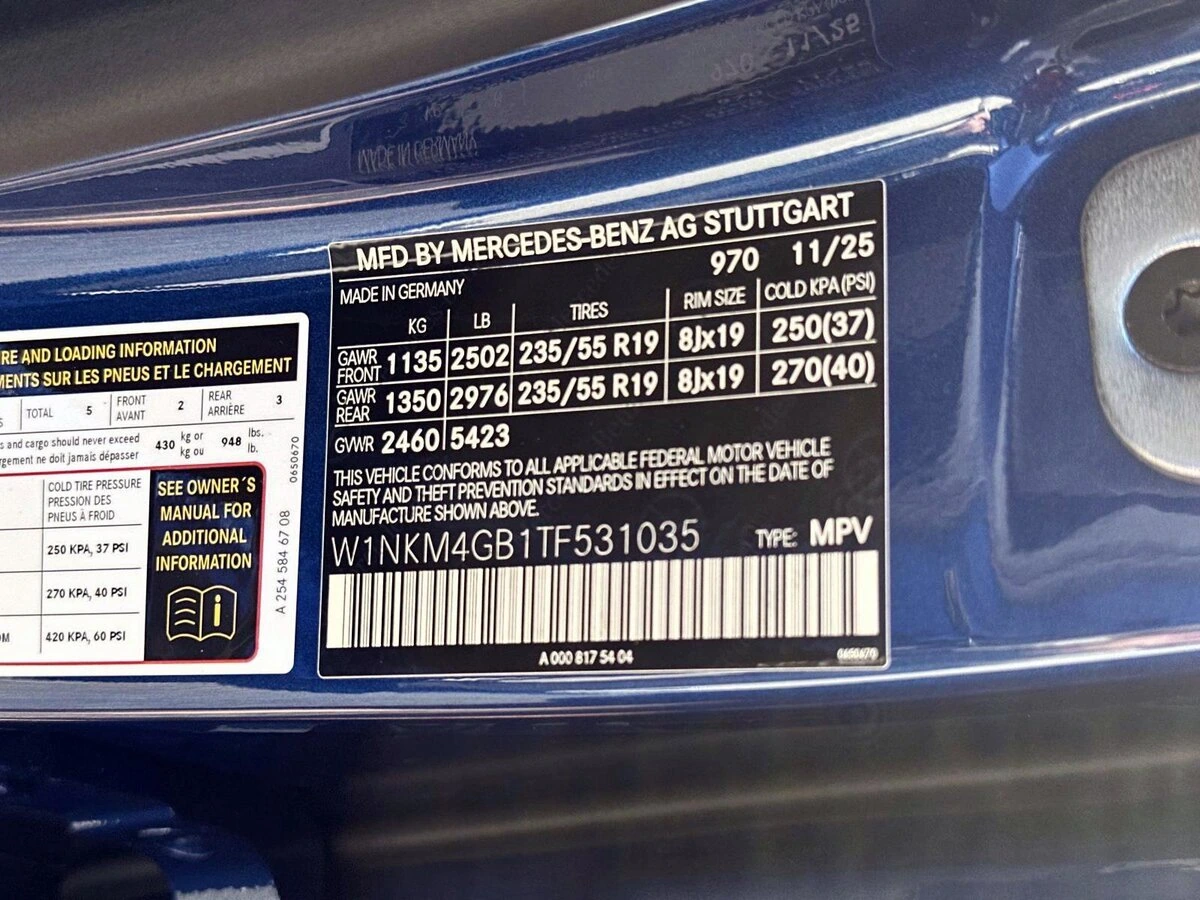 RE AND LOADING INFORMATION
MENTS SUR LES PNEUS ET LE CHARGEMENT
TOTAL 5 FRONT AVANT 2 REAR ARRIÈRE 3
s and cargo should never exceed 430 kg or 948 lbs.
rgement ne doit jamais dépasser kg ou lb.
COLD TIRE PRESSURE
PRESSION DES
PNEUS À FROID
250 KPA, 37 PSI
270 KPA, 40 PSI
OM 420 KPA, 60 PSI
SEE OWNER´S
MANUAL FOR
ADDITIONAL
INFORMATION
0650670
A 254 584 67 08
MFD BY MERCEDES-BENZ AG STUTTGART
970 11/25
MADE IN GERMANY
KG LB TIRES RIM SIZE COLD KPA(PSI)
GAWR FRONT 1135 2502 235/55 R19 8Jx19 250(37)
GAWR REAR 1350 2976 235/55 R19 8Jx19 270(40)
GVWR 2460 5423
THIS VEHICLE CONFORMS TO ALL APPLICABLE FEDERAL MOTOR VEHICLE
SAFETY AND THEFT PREVENTION STANDARDS IN EFFECT ON THE DATE OF
MANUFACTURE SHOWN ABOVE.
W1NKM4GB1TF531035 TYPE: MPV
A 000 817 54 04 0650670